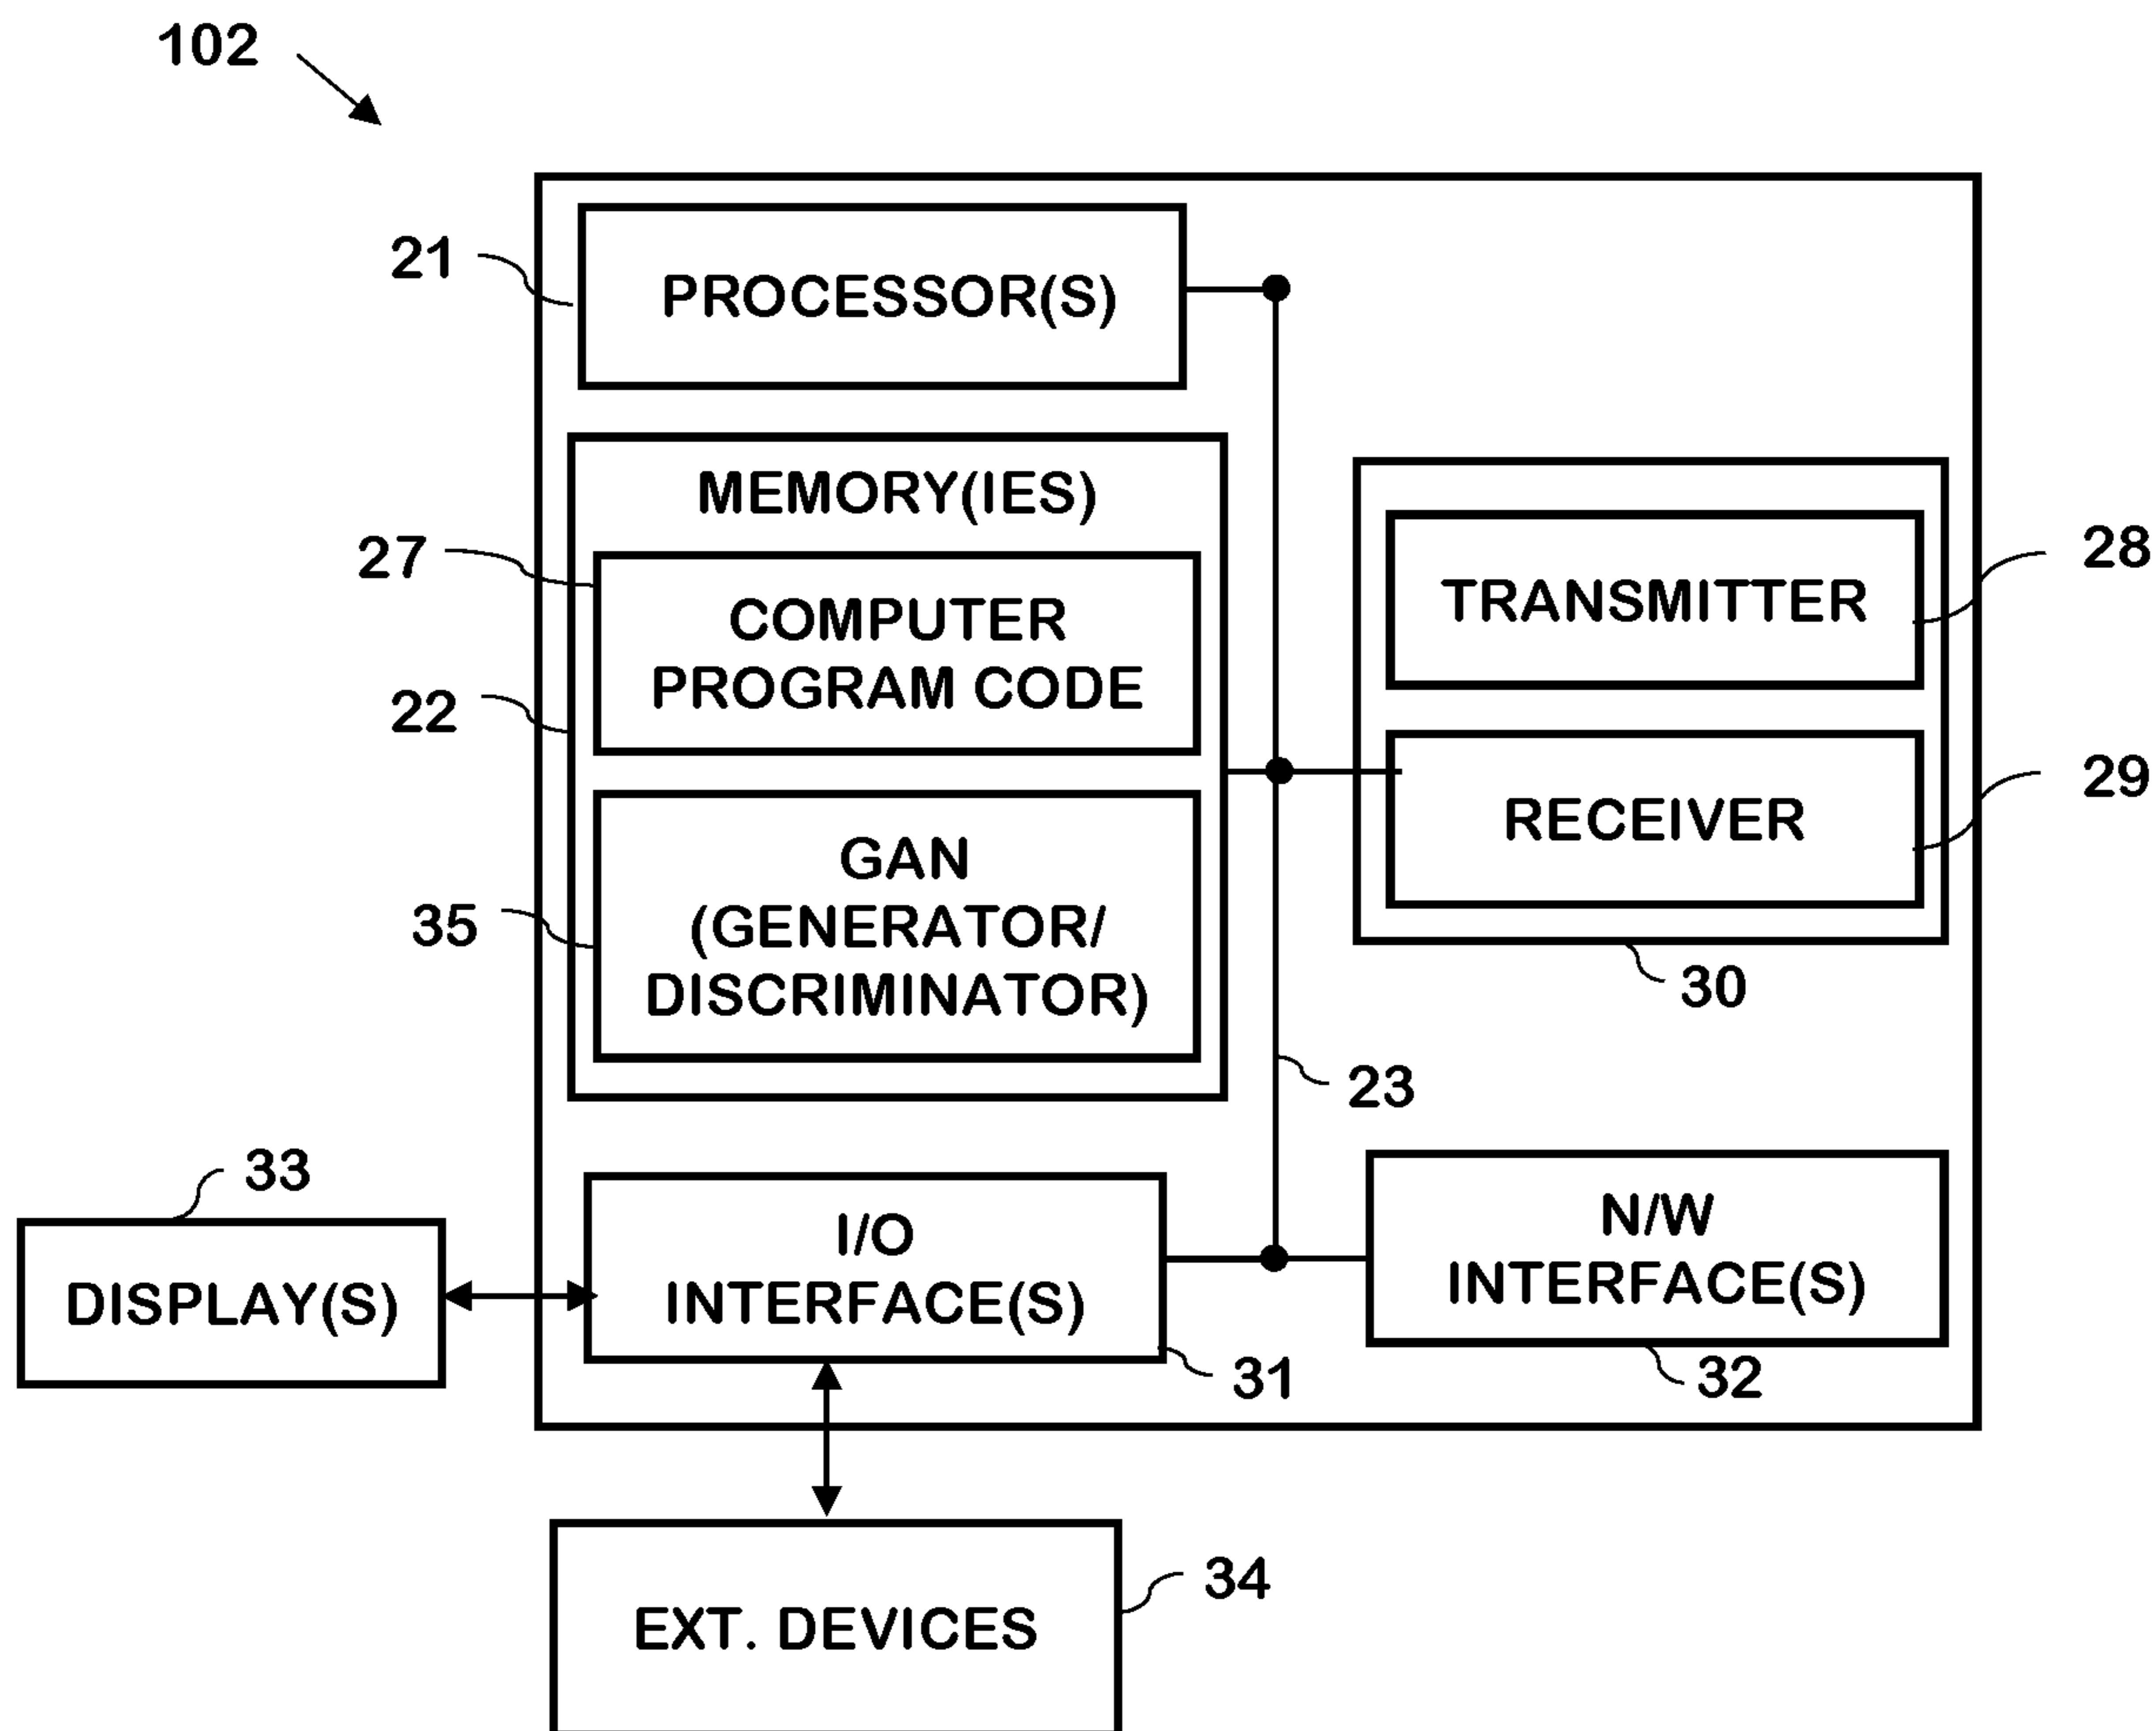 102
21
PROCESSOR(S)
MEMORY(IES)
27
COMPUTER
PROGRAM CODE
22
GAN
(GENERATOR/
DISCRIMINATOR)
35
TRANSMITTER
28
RECEIVER
29
30
23
33
DISPLAY(S)
I/O
INTERFACE(S)
31
N/W
INTERFACE(S)
32
EXT. DEVICES
34